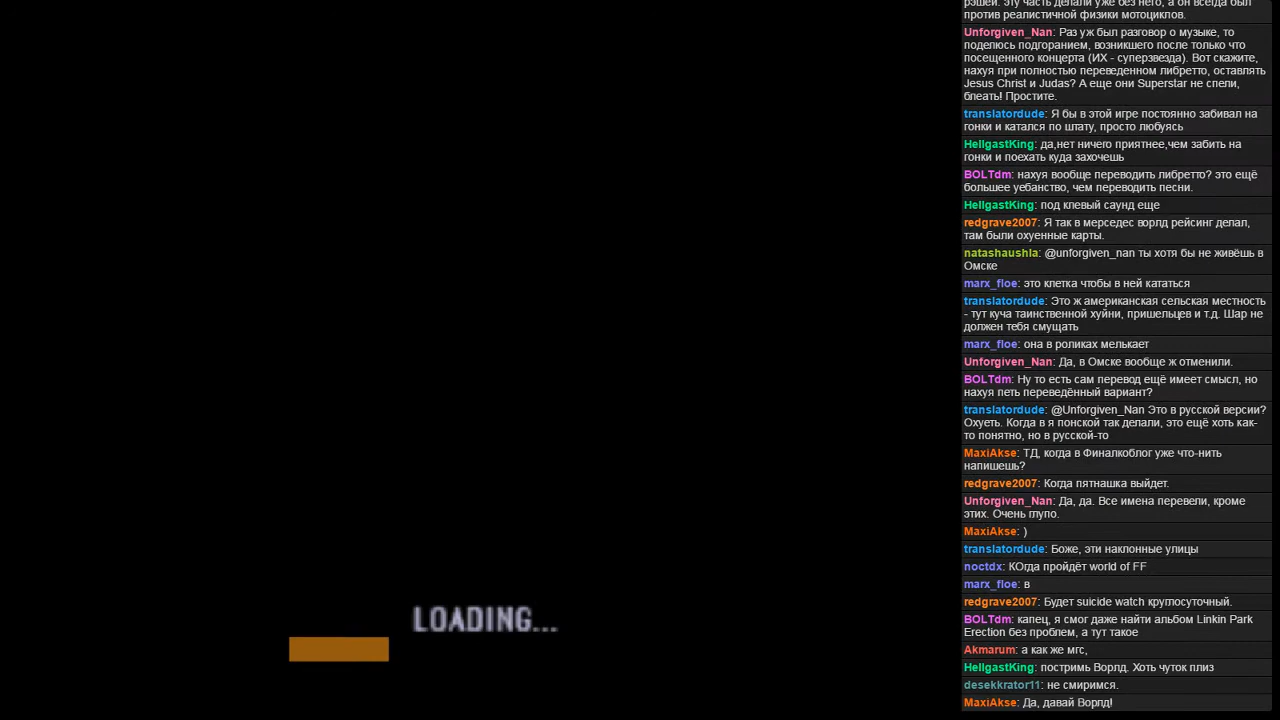 рэшей. эту часть делали уже без него, а он всегда был
против реалистичной физики мотоциклов.
Unforgiven_Nan: Раз уж был разговор о музыке, то
поделюсь подгоранием, возникшего после только что
посещенного концерта (ИХ - суперзвезда). Вот скажите,
нахуя при полностью переведенном либретто, оставлять
Jesus Christ и Judas? А еще они Superstar не спели,
блеать! Простите.
translatordude: Я бы в этой игре постоянно забивал на
гонки и катался по штату, просто любуясь
HellgastKing: да,нет ничего приятнее,чем забить на
гонки и поехать куда захочешь
BOLTdm: нахуя вообще переводить либретто? это ещё
большее уебанство, чем переводить песни.
HellgastKing: под клевый саунд еще
redgrave2007: Я так в мерседес ворлд рейсинг делал,
там были охуенные карты.
natashaushla: @unforgiven_nan ты хотя бы не живёшь в
Омске
marx_floe: это клетка чтобы в ней кататься
translatordude: Это ж американская сельская местность
- тут куча таинственной хуйни, пришельцев и т.д. Шар не
должен тебя смущать
marx_floe: она в роликах мелькает
Unforgiven_Nan: Да, в Омске вообще ж отменили.
BOLTdm: Ну то есть сам перевод ещё имеет смысл, но
нахуя петь переведённый вариант?
translatordude: @Unforgiven_Nan Это в русской версии?
Охуеть. Когда в я понской так делали, это ещё хоть как-
то понятно, но в русской-то
MaxiAkse: ТД, когда в Финалкоблог уже что-нить
напишешь?
redgrave2007: Когда пятнашка выйдет.
Unforgiven_Nan: Да, да. Все имена перевели, кроме
этих. Очень глупо.
MaxiAkse: )
translatordude: Боже, эти наклонные улицы
noctdx: КОгда пройдёт world of FF
marx_floe: в
redgrave2007: Будет suicide watch круглосуточный.
BOLTdm: капец, я смог даже найти альбом Linkin Park
Erection без проблем, а тут такое
Akmarum: а как же мгс,
HellgastKing: постримь Ворлд. Хоть чуток плиз
desekkrator11: не смиримся.
MaxiAkse: Да, давай Ворлд!
LOADING...